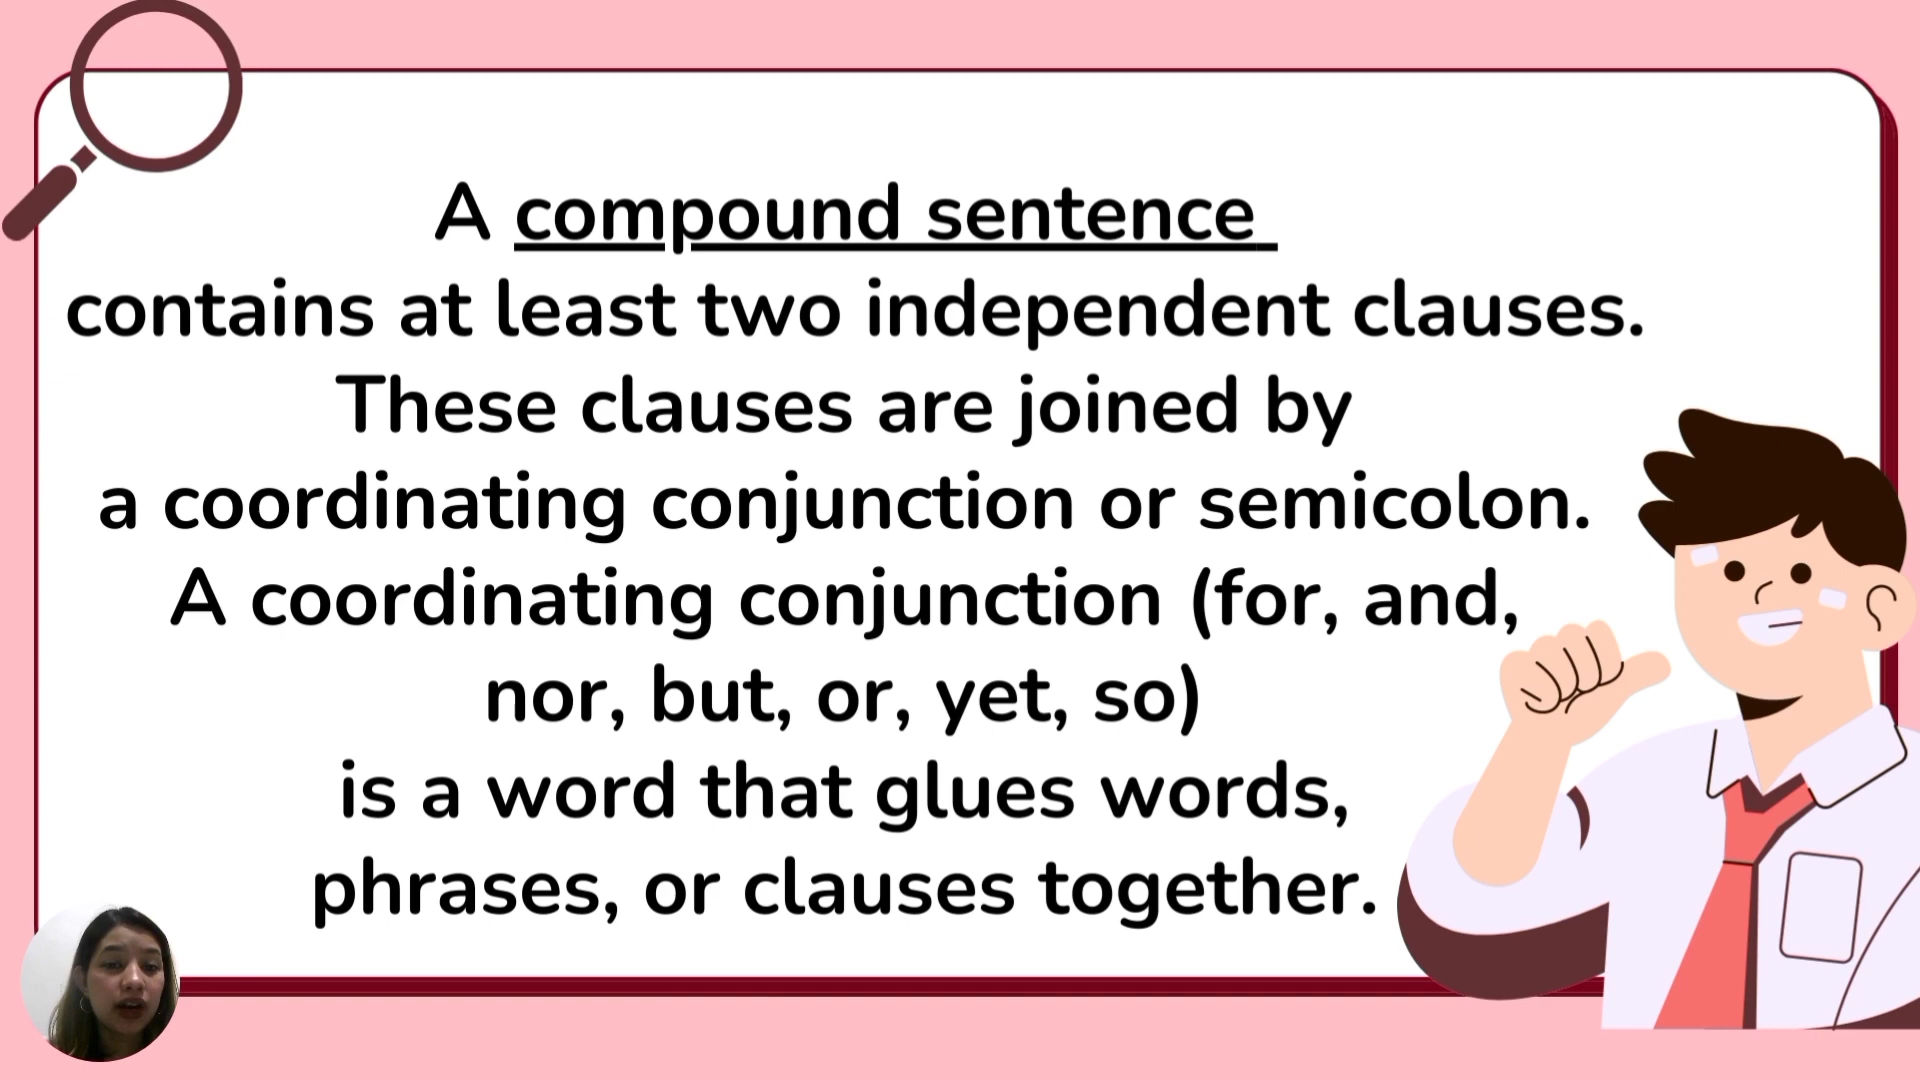 A compound sentence
contains at least two independent clauses.
These clauses are joined by
a coordinating conjunction or semicolon.
A coordinating conjunction (for, and,
nor, but, or, yet, so)
is a word that glues words,
phrases, or clauses together.